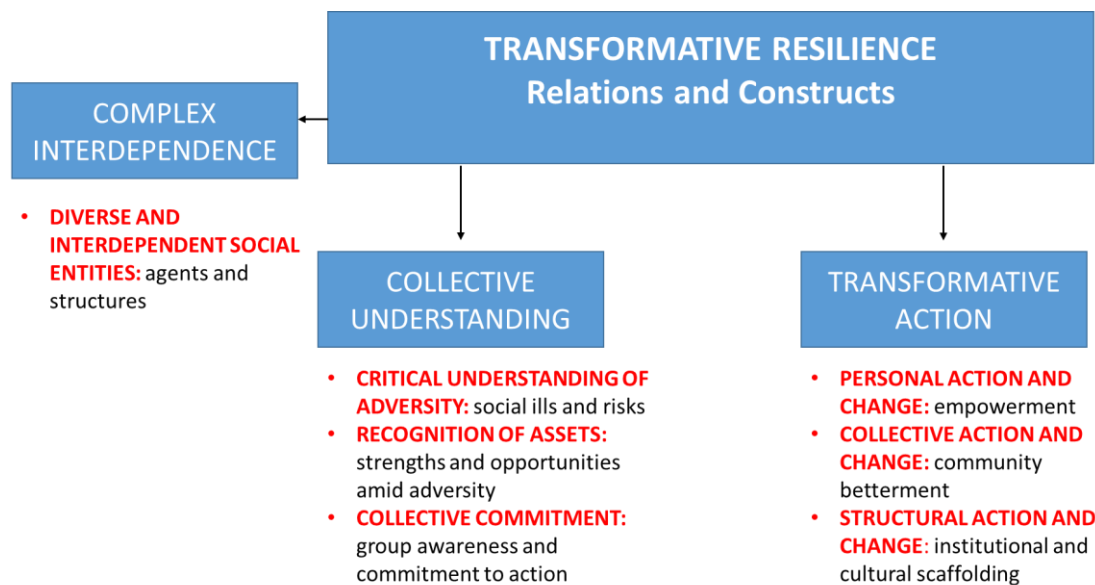 TRANSFORMATIVE RESILIENCE
Relations and Constructs
COMPLEX
INTERDEPENDENCE
• DIVERSE AND
INTERDEPENDENT SOCIAL
ENTITIES: agents and
structures
COLLECTIVE
UNDERSTANDING
• CRITICAL UNDERSTANDING OF
ADVERSITY: social ills and risks
• RECOGNITION OF ASSETS:
strengths and opportunities
amid adversity
• COLLECTIVE COMMITMENT:
group awareness and
commitment to action
TRANSFORMATIVE
ACTION
• PERSONAL ACTION AND
CHANGE: empowerment
• COLLECTIVE ACTION AND
CHANGE: community
betterment
• STRUCTURAL ACTION AND
CHANGE: institutional and
cultural scaffolding